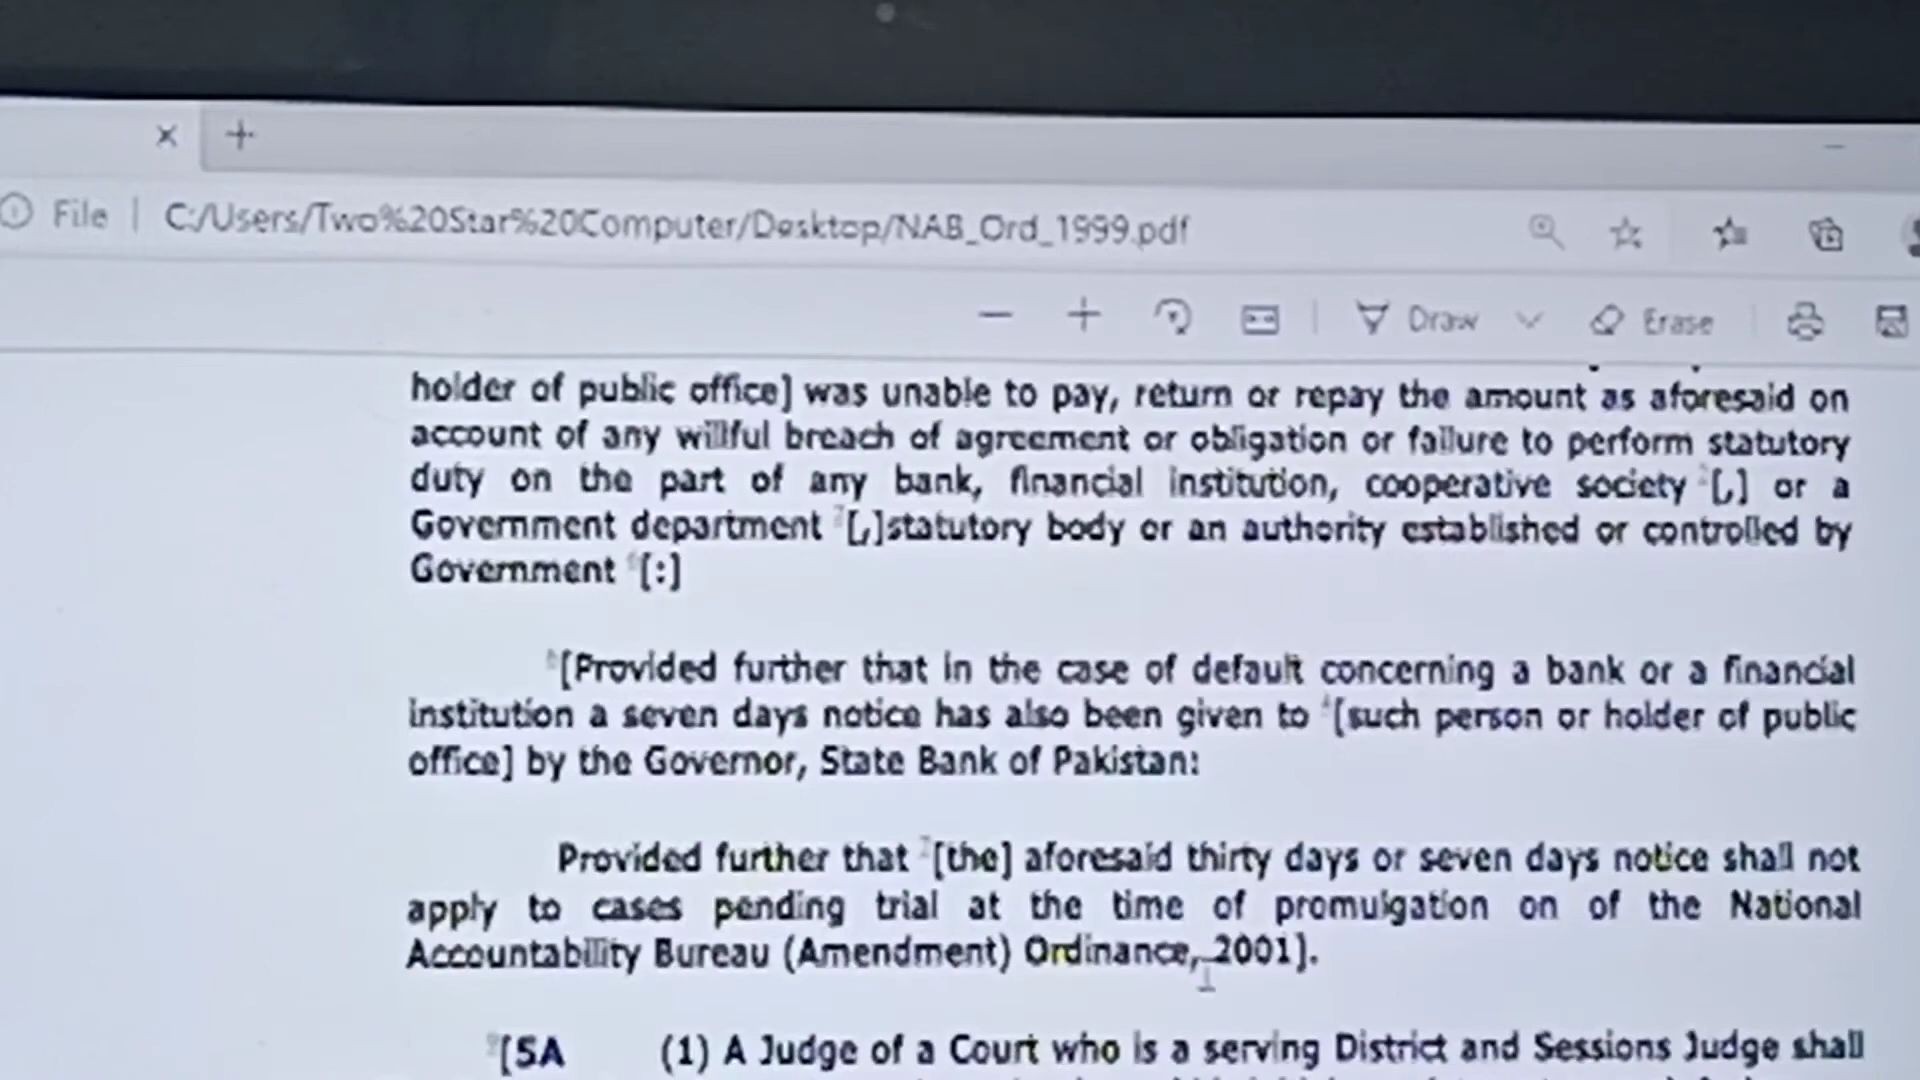 File | C:/Users/Two%20Star%20Computer/Desktop/NAB_Ord_1999.pdf
Draw
Erase
holder of public office] was unable to pay, return or repay the amount as aforesaid on
account of any willful breach of agreement or obligation or failure to perform statutory
duty on the part of any bank, financial institution, cooperative society [,] or a
Government department [,]statutory body or an authority established or controlled by
Government [:]
[Provided further that in the case of default concerning a bank or a financial
institution a seven days notice has also been given to [such person or holder of public
office] by the Governor, State Bank of Pakistan:
Provided further that [the] aforesaid thirty days or seven days notice shall not
apply to cases pending trial at the time of promulgation on of the National
Accountability Bureau (Amendment) Ordinance, 2001].
[5A (1) A Judge of a Court who is a serving District and Sessions Judge shall